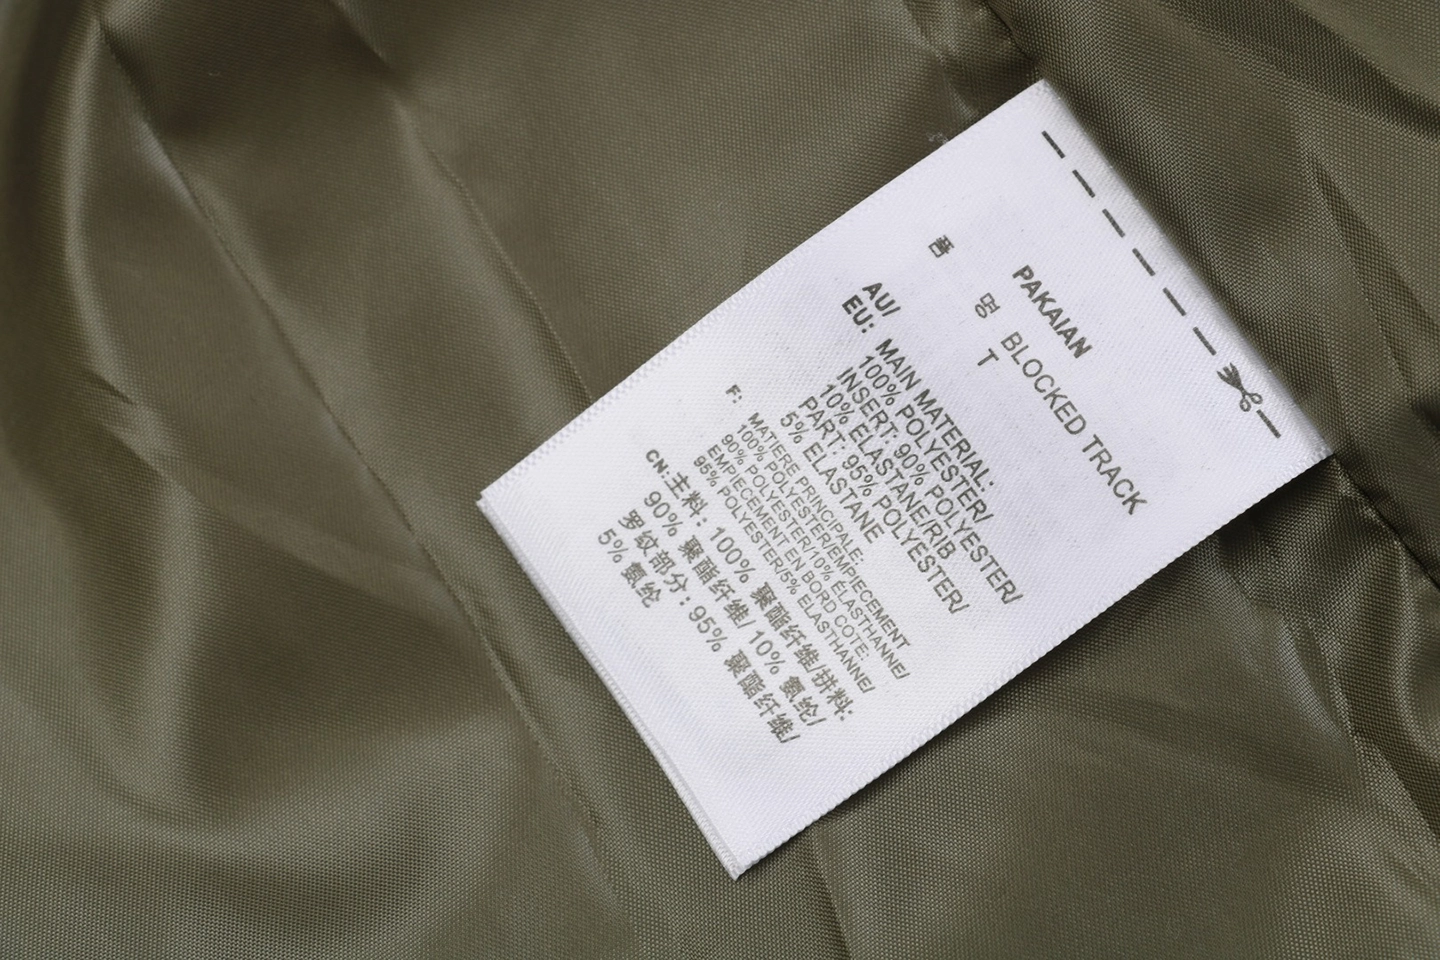 PAKAIAN
품 명 BLOCKED TRACK
T
AU/
EU: MAIN MATERIAL:
100% POLYESTER/
INSERT: 90% POLYESTER/
10% ELASTANE/RIB
PART: 95% POLYESTER/
5% ELASTANE
F: MATIERE PRINCIPALE:
100% POLYESTER/EMPIECEMENT
90% POLYESTER/10% ÉLASTHANNE/
EMPIECEMENT EN BORD COTE:
95% POLYESTER/5% ELASTHANNE/
CN:主料: 100% 聚酯纤维/拼料:
90% 聚酯纤维/ 10% 氨纶/
罗纹部分: 95% 聚酯纤维/
5% 氨纶